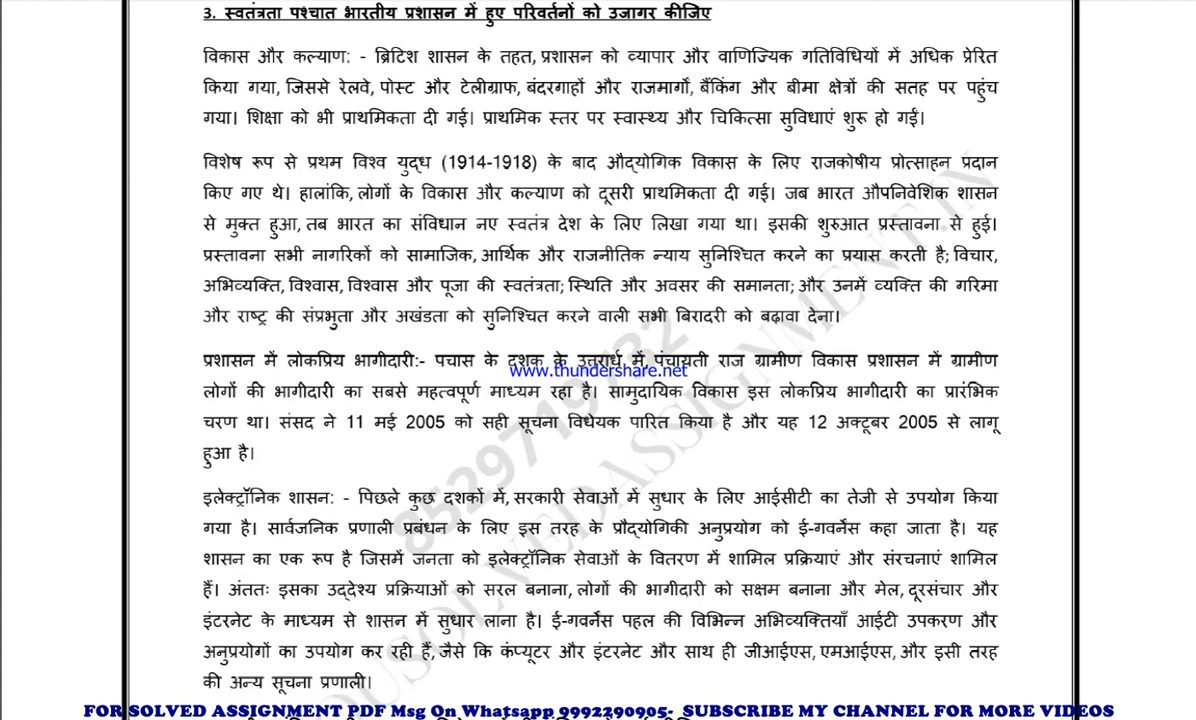 3. स्वतंत्रता पश्चात भारतीय प्रशासन में हुए परिवर्तनों को उजागर कीजिए
विकास और कल्याण: - ब्रिटिश शासन के तहत, प्रशासन को व्यापार और वाणिज्यिक गतिविधियों में अधिक प्रेरित
किया गया, जिससे रेलवे, पोस्ट और टेलीग्राफ, बंदरगाहों और राजमार्गों, बैंकिंग और बीमा क्षेत्रों की सतह पर पहुंच
गया। शिक्षा को भी प्राथमिकता दी गई। प्राथमिक स्तर पर स्वास्थ्य और चिकित्सा सुविधाएं शुरू हो गईं।
विशेष रूप से प्रथम विश्व युद्ध (1914-1918) के बाद औद्योगिक विकास के लिए राजकोषीय प्रोत्साहन प्रदान
किए गए थे। हालांकि, लोगों के विकास और कल्याण को दूसरी प्राथमिकता दी गई। जब भारत औपनिवेशिक शासन
से मुक्त हुआ, तब भारत का संविधान नए स्वतंत्र देश के लिए लिखा गया था। इसकी शुरुआत प्रस्तावना से हुई।
प्रस्तावना सभी नागरिकों को सामाजिक, आर्थिक और राजनीतिक न्याय सुनिश्चित करने का प्रयास करती है; विचार,
अभिव्यक्ति, विश्वास, विश्वास और पूजा की स्वतंत्रता; स्थिति और अवसर की समानता; और उनमें व्यक्ति की गरिमा
और राष्ट्र की संप्रभुता और अखंडता को सुनिश्चित करने वाली सभी बिरादरी को बढ़ावा देना।
प्रशासन में लोकप्रिय भागीदारी:- पचास के दशक के उत्तरार्ध में पंचायती राज ग्रामीण विकास प्रशासन में ग्रामीण
www.thundershare.net
लोगों की भागीदारी का सबसे महत्वपूर्ण माध्यम रहा है। सामुदायिक विकास इस लोकप्रिय भागीदारी का प्रारंभिक
चरण था। संसद ने 11 मई 2005 को सही सूचना विधेयक पारित किया है और यह 12 अक्टूबर 2005 से लागू
हुआ है।
इलेक्ट्रॉनिक शासन: - पिछले कुछ दशकों में, सरकारी सेवाओं में सुधार के लिए आईसीटी का तेजी से उपयोग किया
गया है। सार्वजनिक प्रणाली प्रबंधन के लिए इस तरह के प्रौद्योगिकी अनुप्रयोग को ई-गवर्नेंस कहा जाता है। यह
शासन का एक रूप है जिसमें जनता को इलेक्ट्रॉनिक सेवाओं के वितरण में शामिल प्रक्रियाएं और संरचनाएं शामिल
हैं। अंततः इसका उद्देश्य प्रक्रियाओं को सरल बनाना, लोगों की भागीदारी को सक्षम बनाना और मेल, दूरसंचार और
इंटरनेट के माध्यम से शासन में सुधार लाना है। ई-गवर्नेंस पहल की विभिन्न अभिव्यक्तियाँ आईटी उपकरण और
अनुप्रयोगों का उपयोग कर रही हैं, जैसे कि कंप्यूटर और इंटरनेट और साथ ही जीआईएस, एमआईएस, और इसी तरह
की अन्य सूचना प्रणाली।
FOR SOLVED ASSIGNMENT PDF Msg On Whatsapp 9992290905- SUBSCRIBE MY CHANNEL FOR MORE VIDEOS